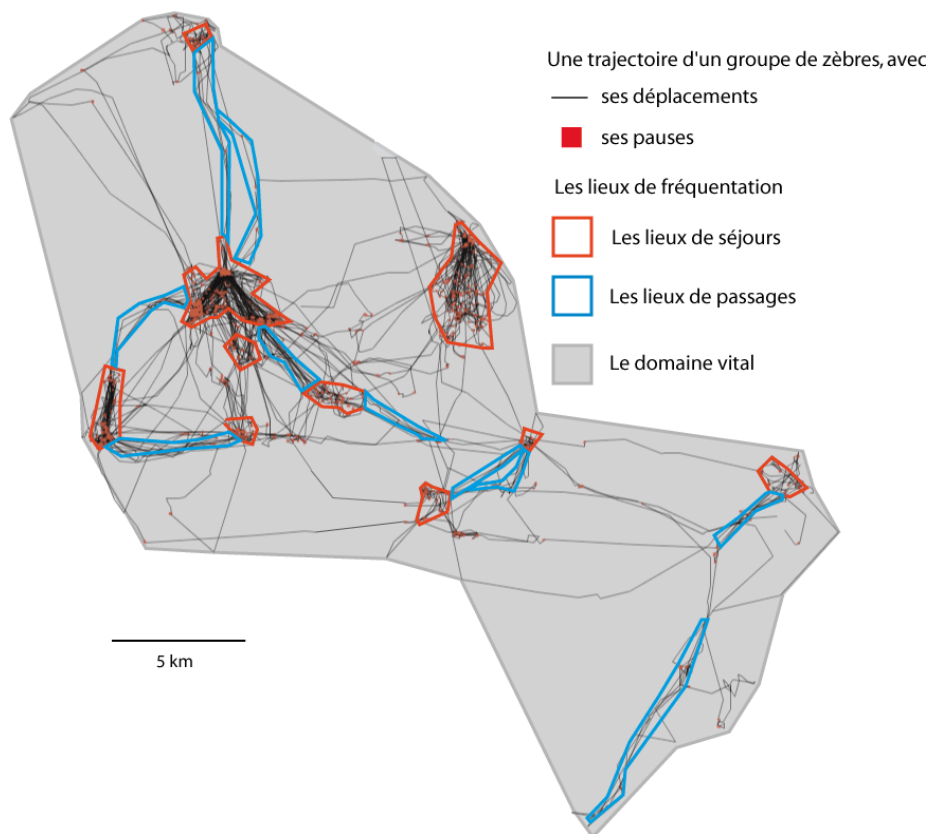 Une trajectoire d'un groupe de zèbres, avec
ses déplacements
ses pauses
Les lieux de fréquentation
Les lieux de séjours
Les lieux de passages
Le domaine vital
5 km